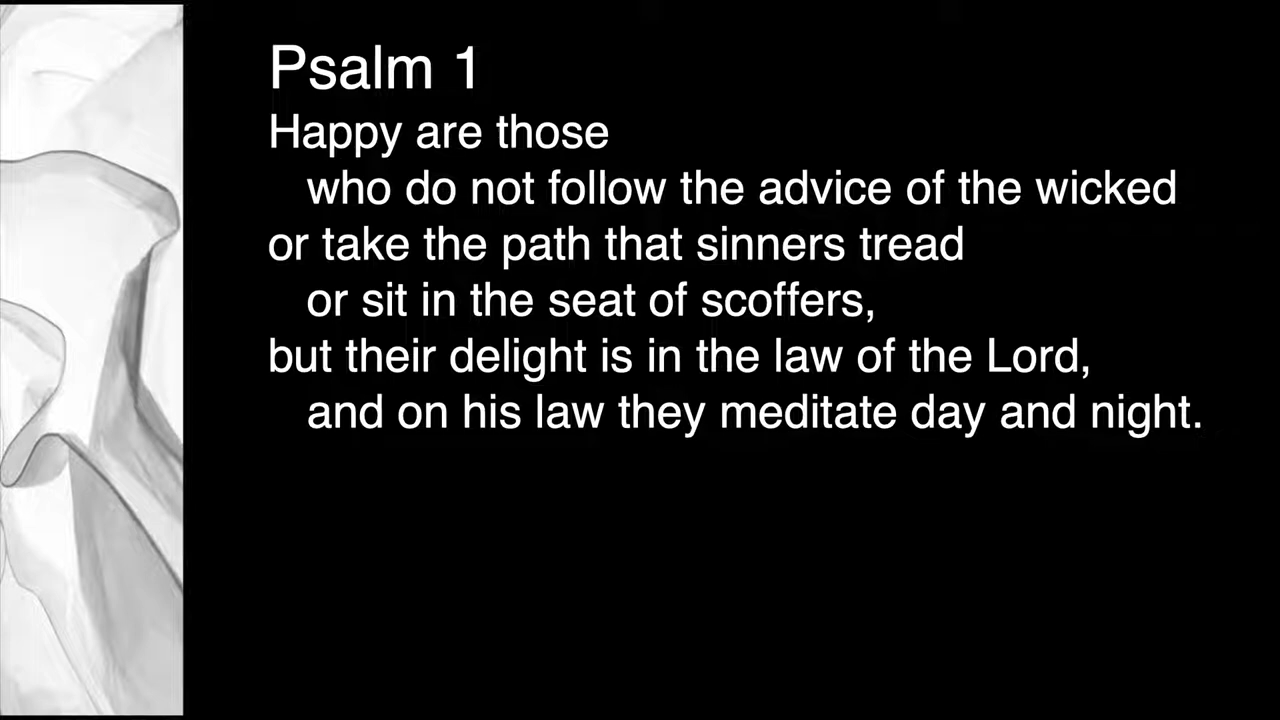 Psalm 1
Happy are those
who do not follow the advice of the wicked
or take the path that sinners tread
or sit in the seat of scoffers,
but their delight is in the law of the Lord,
and on his law they meditate day and night.